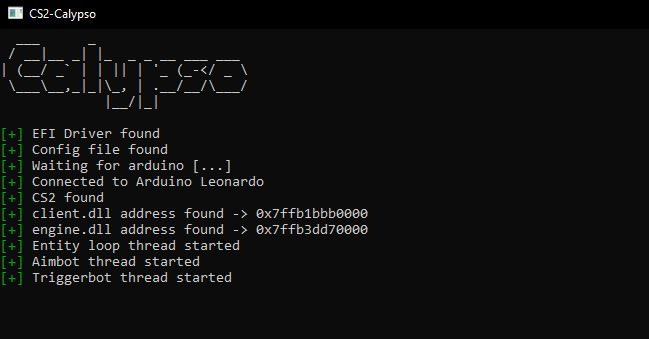 CS2-Calypso
Calypso
[+] EFI Driver found
[+] Config file found
[+] Waiting for arduino [...]
[+] Connected to Arduino Leonardo
[+] CS2 found
[+] client.dll address found -> 0x7ffb1bbb0000
[+] engine.dll address found -> 0x7ffb3dd70000
[+] Entity loop thread started
[+] Aimbot thread started
[+] Triggerbot thread started